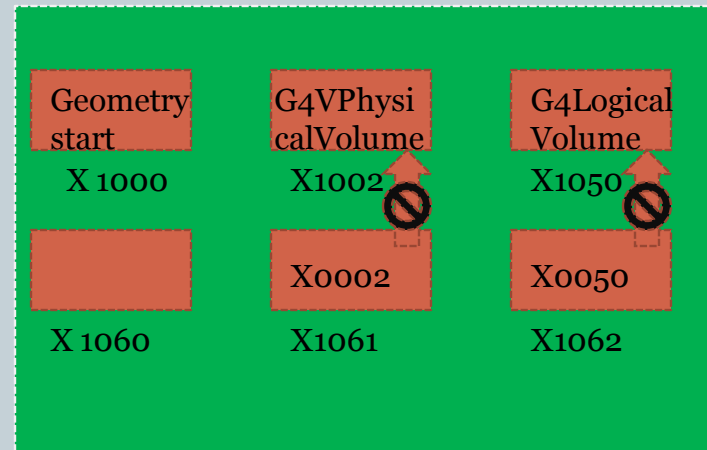 Geometry
start
G4VPhysi
calVolume
G4Logical
Volume
X 1000
X1002
X1050
X0002
X0050
X 1060
X1061
X1062